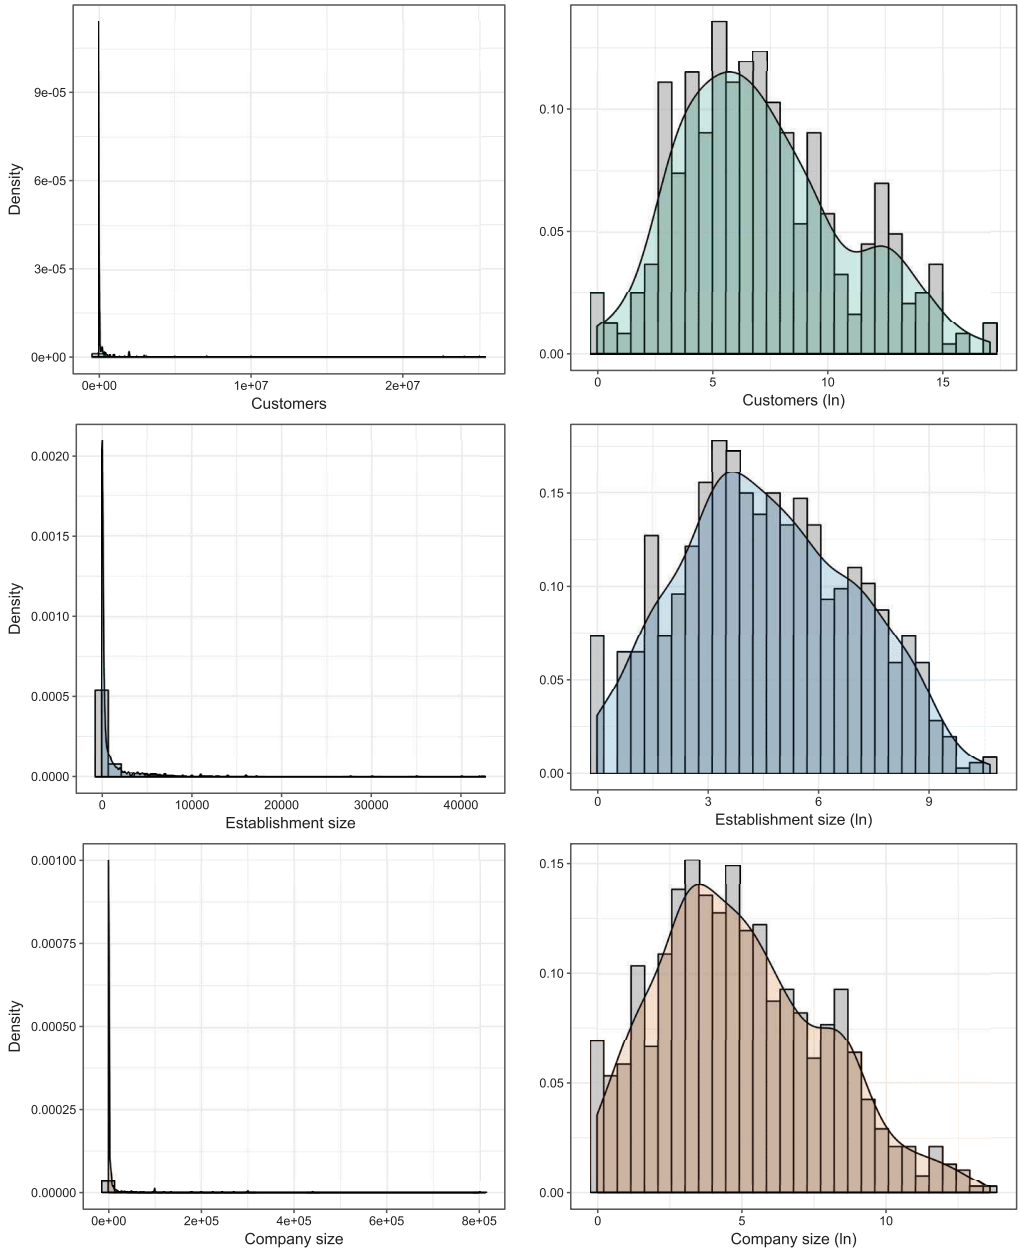 Density
9e-05
6e-05
3e-05
0e+00
0e+00 1e+07 2e+07
Customers
0.10
0.05
0.00
0 5 10 15
Customers (ln)
Density
0.0020
0.0015
0.0010
0.0005
0.0000
0 10000 20000 30000 40000
Establishment size
0.15
0.10
0.05
0.00
0 3 6 9
Establishment size (ln)
Density
0.00100
0.00075
0.00050
0.00025
0.00000
0e+00 2e+05 4e+05 6e+05 8e+05
Company size
0.15
0.10
0.05
0.00
0 5 10
Company size (ln)